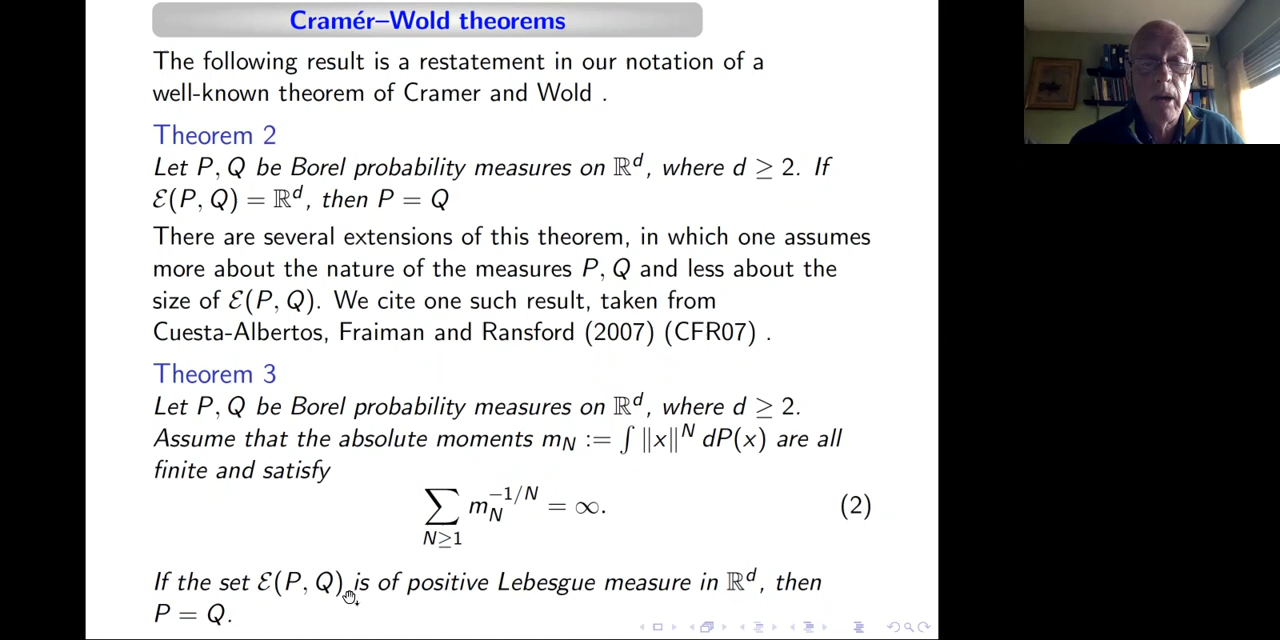 Cramér–Wold theorems
The following result is a restatement in our notation of a
well-known theorem of Cramer and Wold .
Theorem 2
Let P, Q be Borel probability measures on ℝᵈ, where d ≥ 2. If
ℰ(P, Q) = ℝᵈ, then P = Q
There are several extensions of this theorem, in which one assumes
more about the nature of the measures P, Q and less about the
size of ℰ(P, Q). We cite one such result, taken from
Cuesta-Albertos, Fraiman and Ransford (2007) (CFR07) .
Theorem 3
Let P, Q be Borel probability measures on ℝᵈ, where d ≥ 2.
Assume that the absolute moments m_N := ∫ ‖x‖^N dP(x) are all
finite and satisfy
∑_{N≥1} m_N^{−1/N} = ∞. (2)
If the set ℰ(P, Q) is of positive Lebesgue measure in ℝᵈ, then
P = Q.